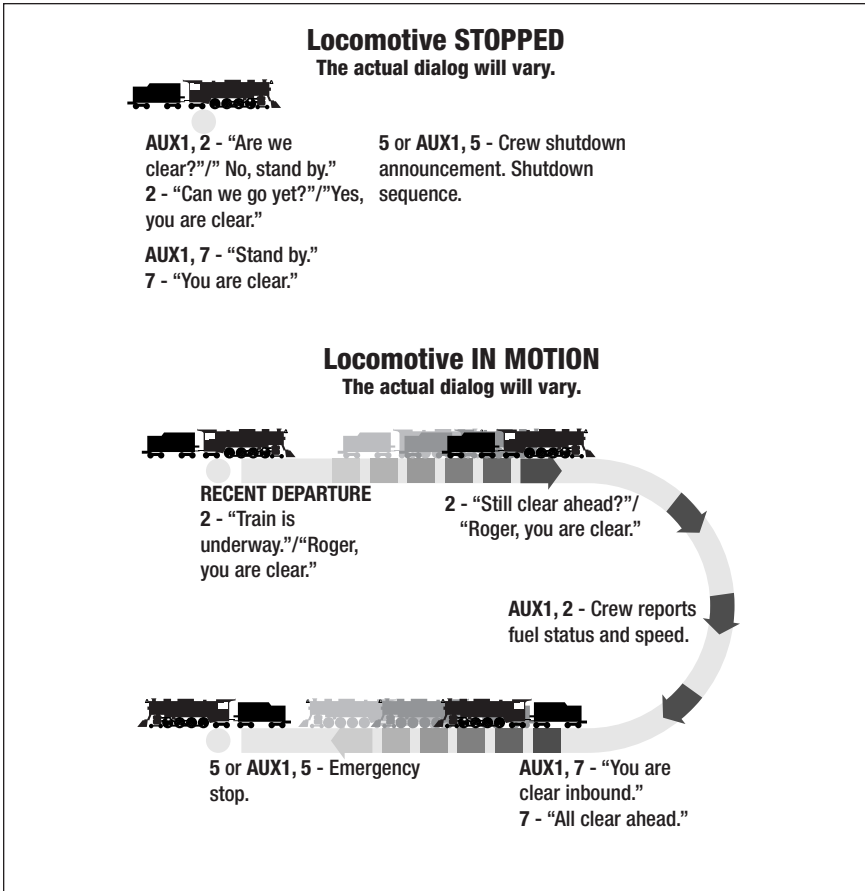 Locomotive STOPPED
The actual dialog will vary.
AUX1, 2 - “Are we
clear?”/” No, stand by.”
2 - “Can we go yet?”/”Yes,
you are clear.”
AUX1, 7 - “Stand by.”
7 - “You are clear.”
5 or AUX1, 5 - Crew shutdown
announcement. Shutdown
sequence.
Locomotive IN MOTION
The actual dialog will vary.
RECENT DEPARTURE
2 - “Train is
underway.”/“Roger,
you are clear.”
2 - “Still clear ahead?”/
“Roger, you are clear.”
AUX1, 2 - Crew reports
fuel status and speed.
5 or AUX1, 5 - Emergency
stop.
AUX1, 7 - “You are
clear inbound.”
7 - “All clear ahead.”